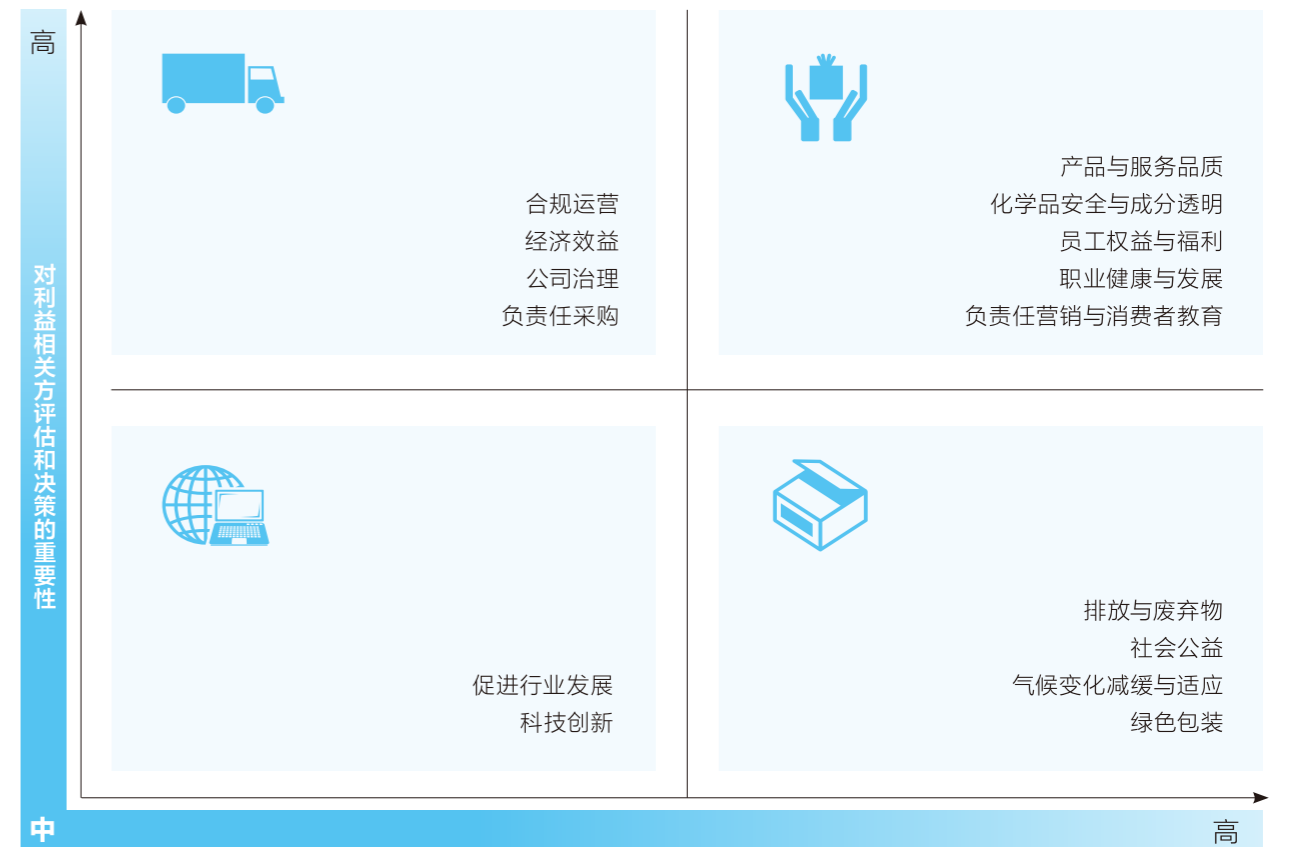 高
对利益相关方评估和决策的重要性
合规运营
经济效益
公司治理
负责任采购
产品与服务品质
化学品安全与成分透明
员工权益与福利
职业健康与发展
负责任营销与消费者教育
促进行业发展
科技创新
排放与废弃物
社会公益
气候变化减缓与适应
绿色包装
中
高